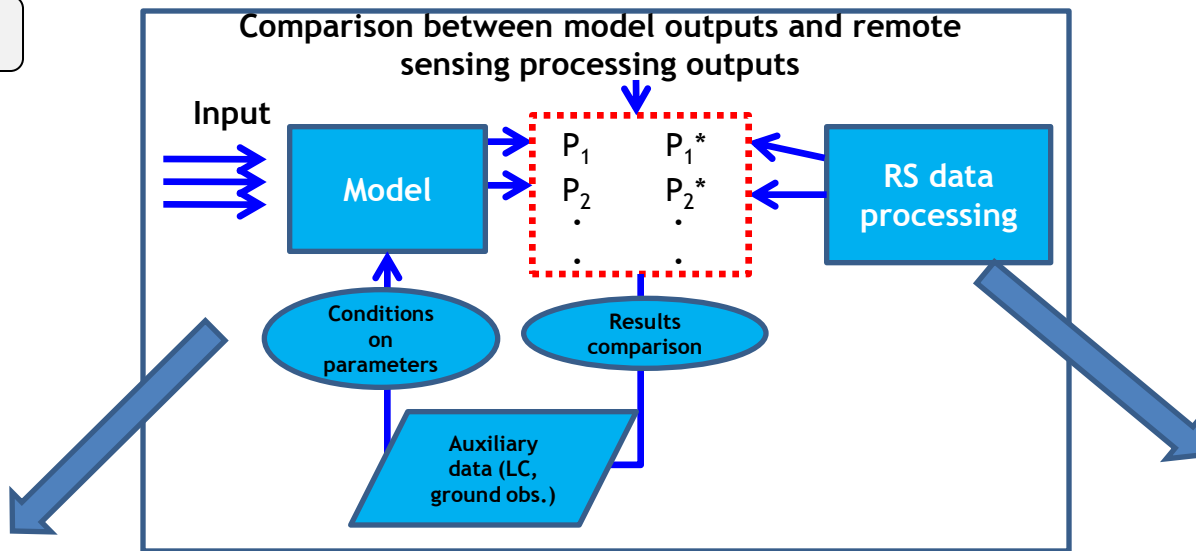 Comparison between model outputs and remote
sensing processing outputs
Input
Model
P₁ P₁*
P₂ P₂*
. .
. .
RS data
processing
Conditions
on
parameters
Results
comparison
Auxiliary
data (LC,
ground obs.)